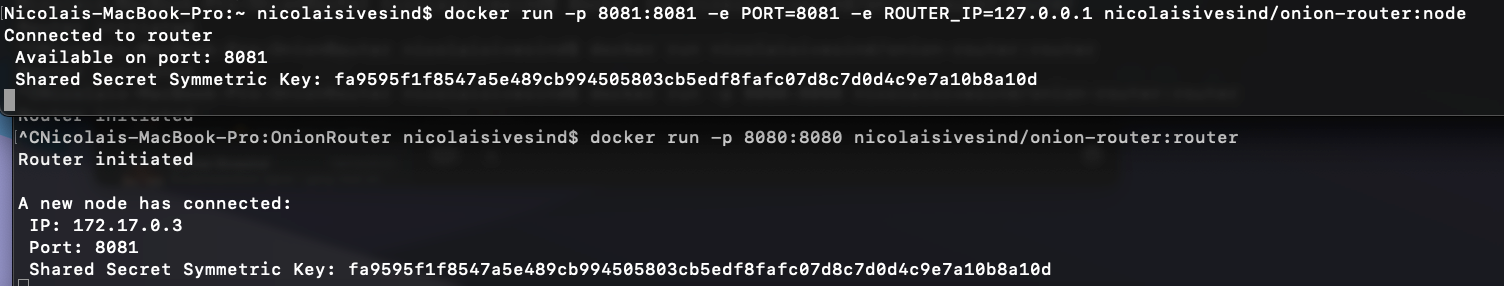 Nicolais-MacBook-Pro:~ nicolaisivesind$ docker run -p 8081:8081 -e PORT=8081 -e ROUTER_IP=127.0.0.1 nicolaisivesind/onion-router:node
Connected to router
Available on port: 8081
Shared Secret Symmetric Key: fa9595f1f8547a5e489cb994505803cb5edf8fafc07d8c7d0d4c9e7a10b8a10d
Router initiated
^CNicolais-MacBook-Pro:OnionRouter nicolaisivesind$ docker run -p 8080:8080 nicolaisivesind/onion-router:router
Router initiated
A new node has connected:
IP: 172.17.0.3
Port: 8081
Shared Secret Symmetric Key: fa9595f1f8547a5e489cb994505803cb5edf8fafc07d8c7d0d4c9e7a10b8a10d